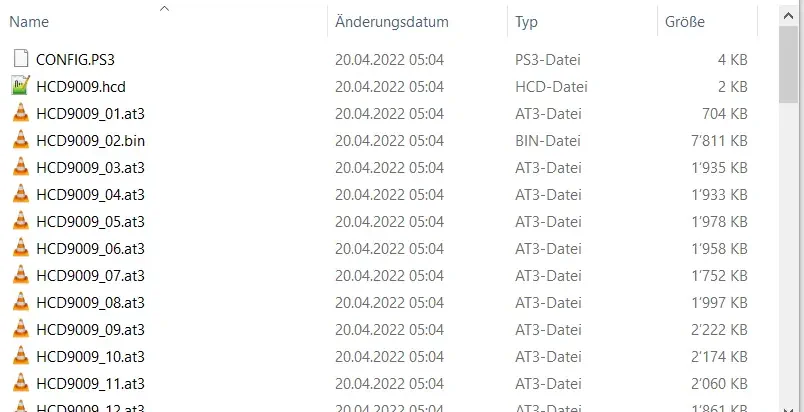 Name Änderungsdatum Typ Größe
CONFIG.PS3 20.04.2022 05:04 PS3-Datei 4 KB
HCD9009.hcd 20.04.2022 05:04 HCD-Datei 2 KB
HCD9009_01.at3 20.04.2022 05:04 AT3-Datei 704 KB
HCD9009_02.bin 20.04.2022 05:04 BIN-Datei 7'811 KB
HCD9009_03.at3 20.04.2022 05:04 AT3-Datei 1'935 KB
HCD9009_04.at3 20.04.2022 05:04 AT3-Datei 1'933 KB
HCD9009_05.at3 20.04.2022 05:04 AT3-Datei 1'978 KB
HCD9009_06.at3 20.04.2022 05:04 AT3-Datei 1'958 KB
HCD9009_07.at3 20.04.2022 05:04 AT3-Datei 1'752 KB
HCD9009_08.at3 20.04.2022 05:04 AT3-Datei 1'997 KB
HCD9009_09.at3 20.04.2022 05:04 AT3-Datei 2'222 KB
HCD9009_10.at3 20.04.2022 05:04 AT3-Datei 2'174 KB
HCD9009_11.at3 20.04.2022 05:04 AT3-Datei 2'060 KB
HCD9009_12.at3 20.04.2022 05:04 AT3-Datei 1'861 KB